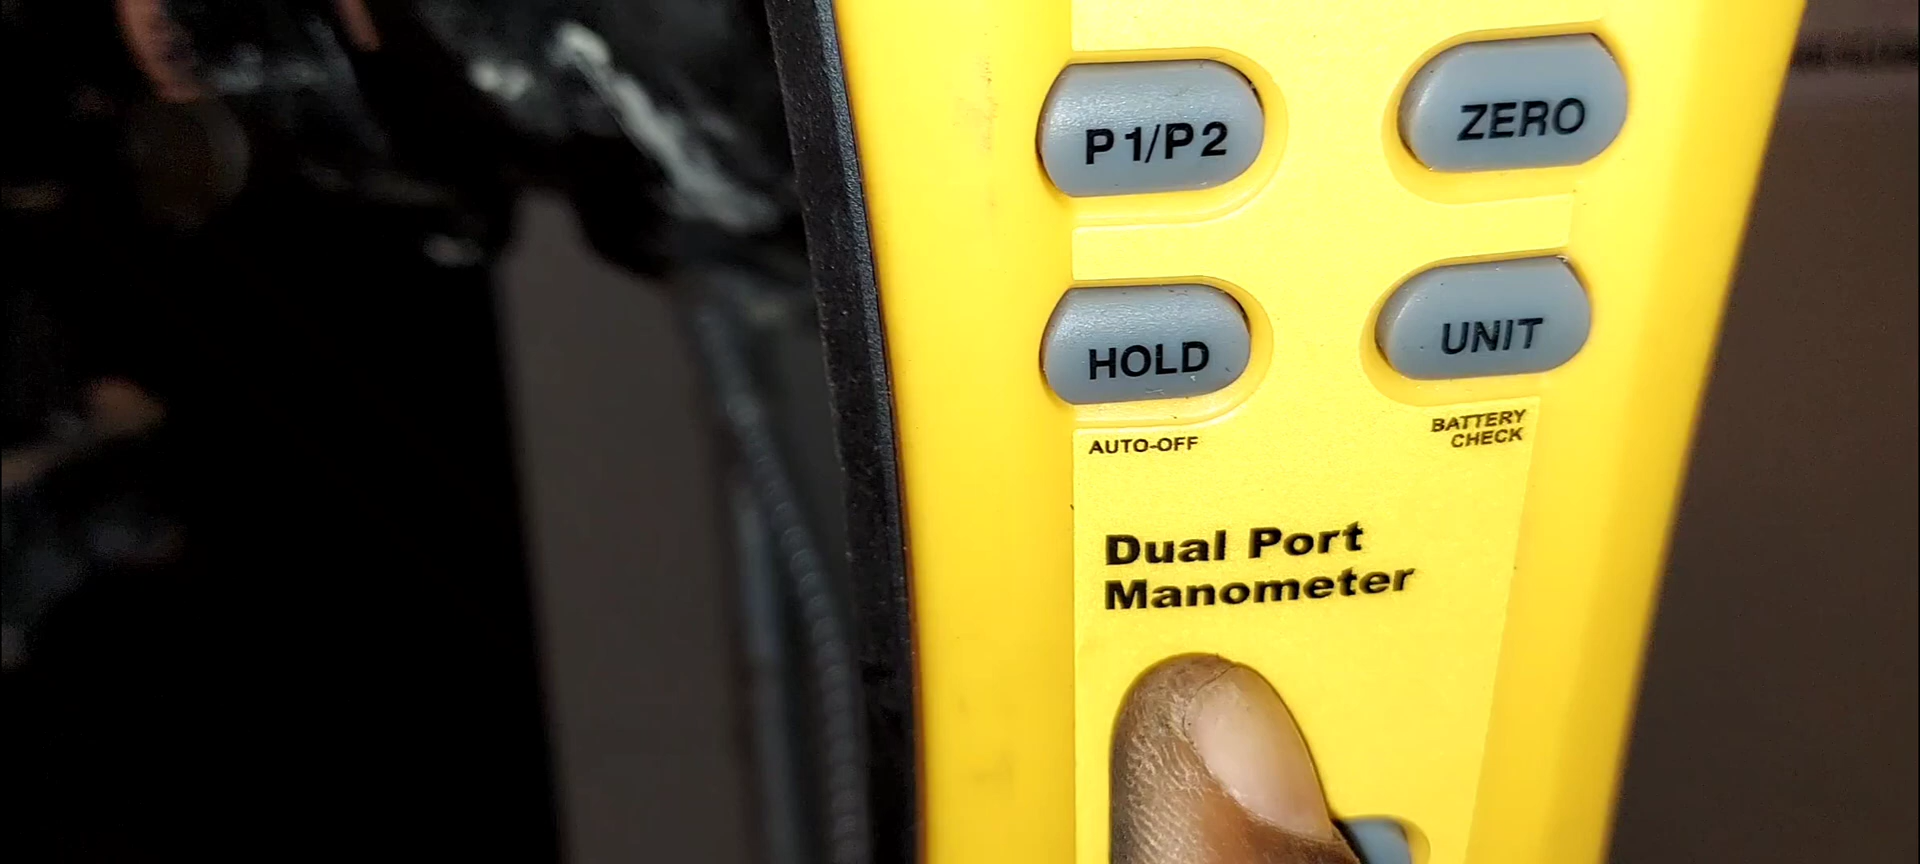 P1/P2
ZERO
HOLD
UNIT
AUTO-OFF
BATTERY
CHECK
Dual Port
Manometer